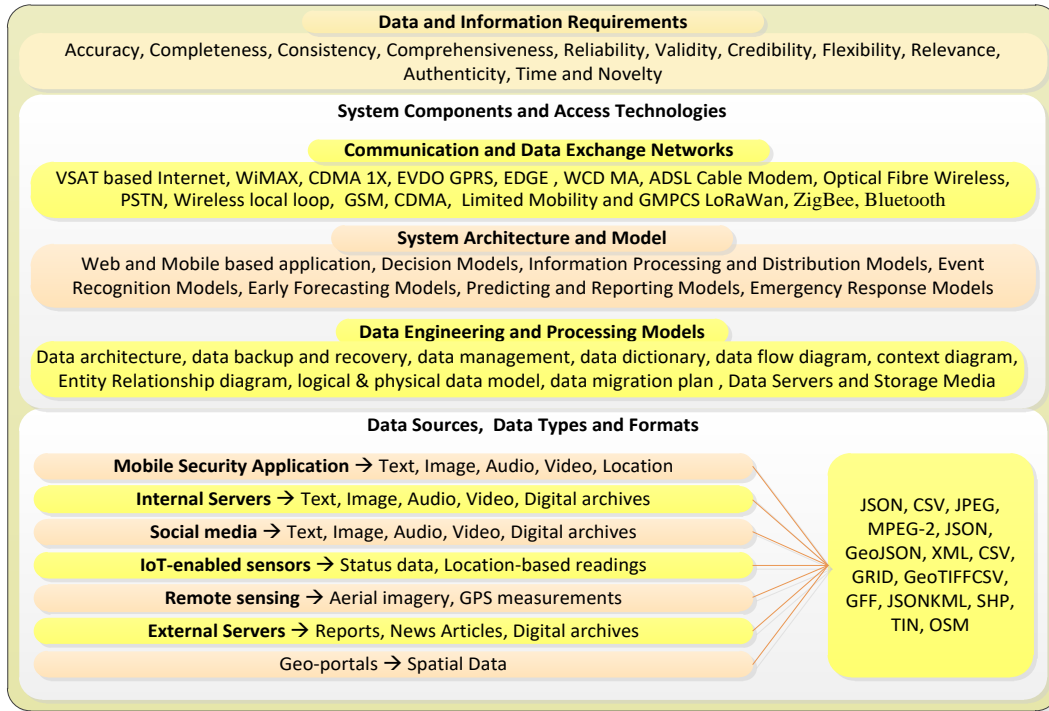 Data and Information Requirements
Accuracy, Completeness, Consistency, Comprehensiveness, Reliability, Validity, Credibility, Flexibility, Relevance,
Authenticity, Time and Novelty
System Components and Access Technologies
Communication and Data Exchange Networks
VSAT based Internet, WiMAX, CDMA 1X, EVDO GPRS, EDGE , WCD MA, ADSL Cable Modem, Optical Fibre Wireless,
PSTN, Wireless local loop, GSM, CDMA, Limited Mobility and GMPCS LoRaWan, ZigBee, Bluetooth
System Architecture and Model
Web and Mobile based application, Decision Models, Information Processing and Distribution Models, Event
Recognition Models, Early Forecasting Models, Predicting and Reporting Models, Emergency Response Models
Data Engineering and Processing Models
Data architecture, data backup and recovery, data management, data dictionary, data flow diagram, context diagram,
Entity Relationship diagram, logical & physical data model, data migration plan , Data Servers and Storage Media
Data Sources, Data Types and Formats
Mobile Security Application → Text, Image, Audio, Video, Location
Internal Servers → Text, Image, Audio, Video, Digital archives
Social media → Text, Image, Audio, Video, Digital archives
IoT-enabled sensors → Status data, Location-based readings
Remote sensing → Aerial imagery, GPS measurements
External Servers → Reports, News Articles, Digital archives
Geo-portals → Spatial Data
JSON, CSV, JPEG,
MPEG-2, JSON,
GeoJSON, XML, CSV,
GRID, GeoTIFFCSV,
GFF, JSONKML, SHP,
TIN, OSM